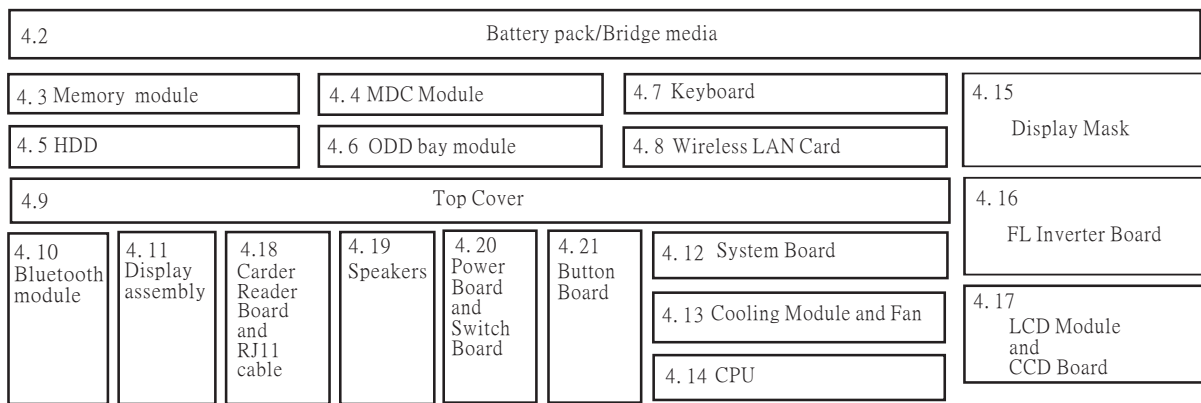 4.2 Battery pack/Bridge media
4.3 Memory module
4.4 MDC Module
4.7 Keyboard
4.15
Display Mask
4.5 HDD
4.6 ODD bay module
4.8 Wireless LAN Card
4.9 Top Cover
4.16
FL Inverter Board
4.10
Bluetooth
module
4.11
Display
assembly
4.18
Carder
Reader
Board
and
RJ11
cable
4.19
Speakers
4.20
Power
Board
and
Switch
Board
4.21
Button
Board
4.12 System Board
4.13 Cooling Module and Fan
4.14 CPU
4.17
LCD Module
and
CCD Board